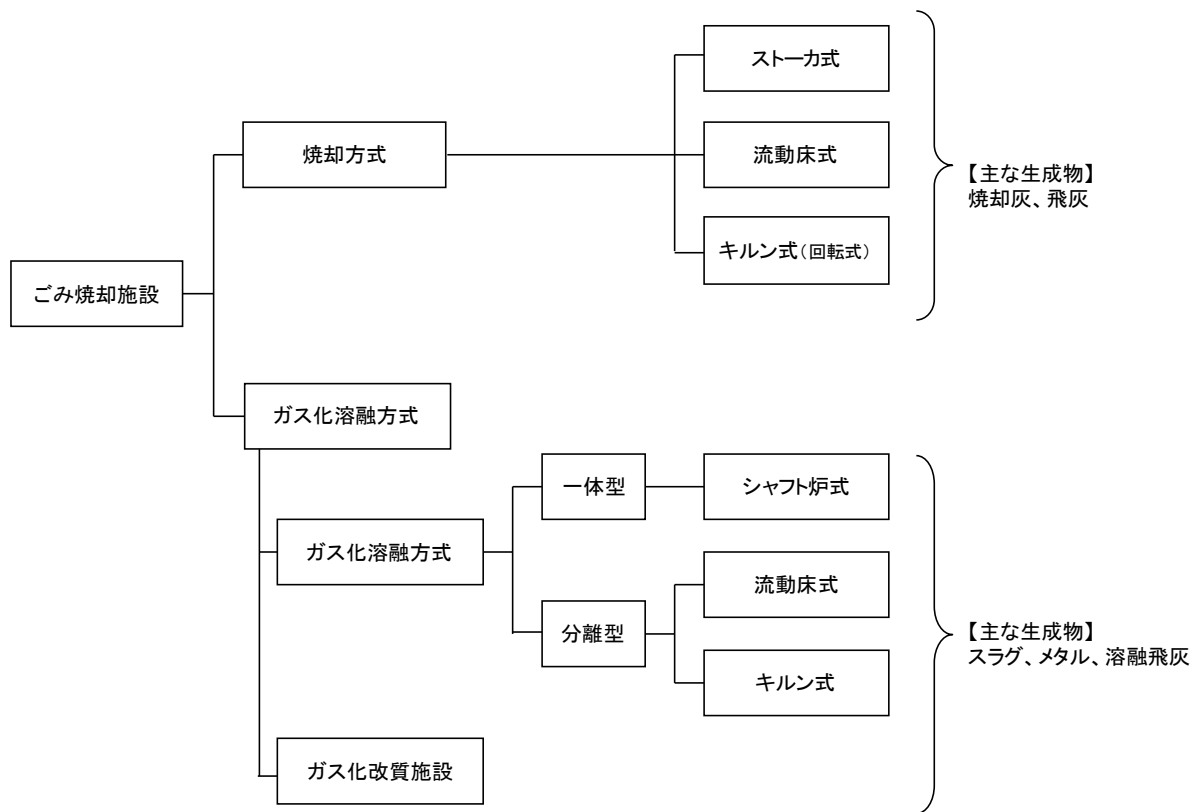 ごみ焼却施設
焼却方式
ストーカ式
流動床式
キルン式(回転式)
【主な生成物】
焼却灰、飛灰
ガス化溶融方式
ガス化溶融方式
一体型
シャフト炉式
分離型
流動床式
キルン式
ガス化改質施設
【主な生成物】
スラグ、メタル、溶融飛灰